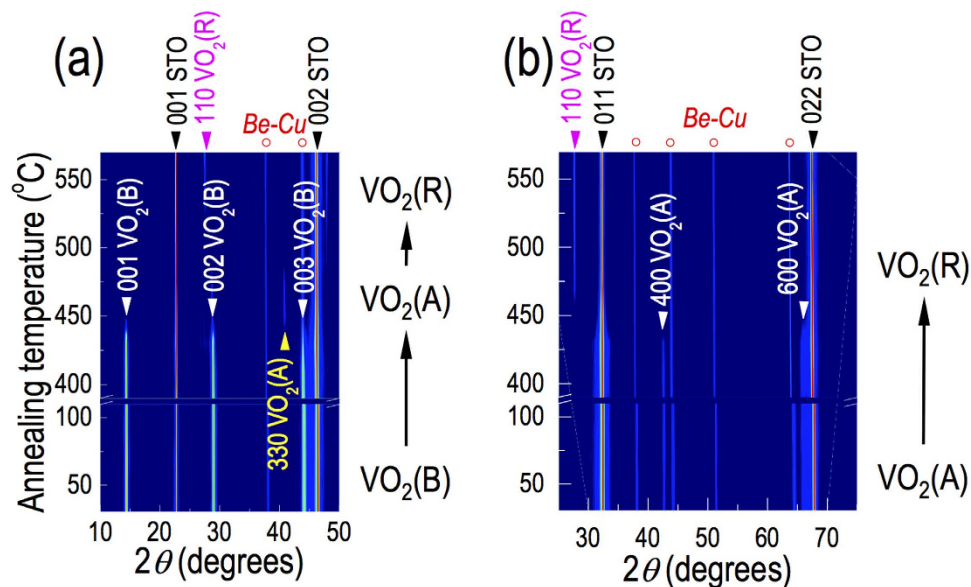 (a)
001 STO
110 VO₂(R)
Be-Cu
002 STO
Annealing temperature (°C)
550
500
450
400
100
50
001 VO₂(B)
002 VO₂(B)
330 VO₂(A)
003 VO₂(B)
10 20 30 40 50
2θ (degrees)
VO₂(R)
VO₂(A)
VO₂(B)
(b)
110 VO₂(R)
011 STO
Be-Cu
022 STO
550
500
450
400
100
50
400 VO₂(A)
600 VO₂(A)
30 40 50 60 70
2θ (degrees)
VO₂(R)
VO₂(A)